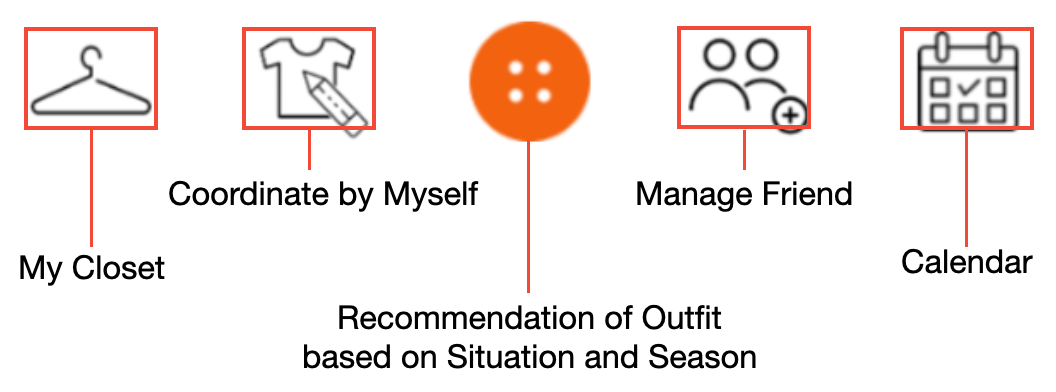 Coordinate by Myself
Manage Friend
My Closet
Calendar
Recommendation of Outfit
based on Situation and Season